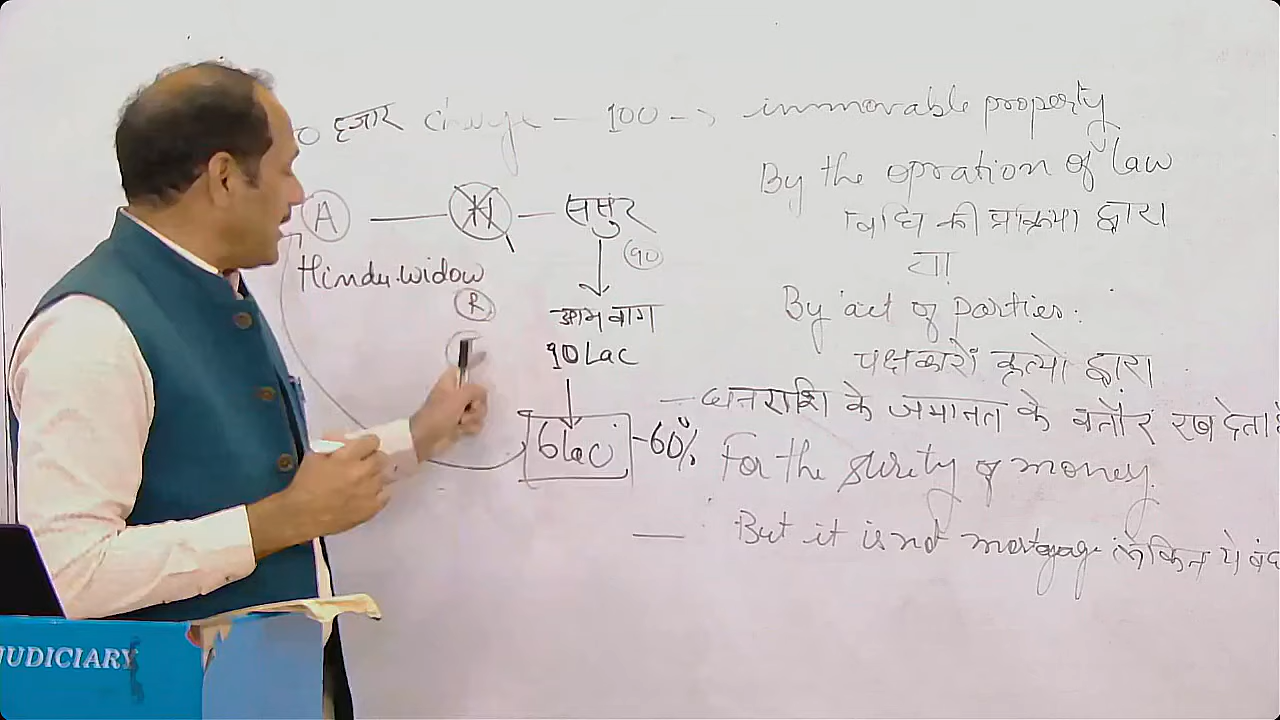 0 हजार charge - 100 -> immovable property
By the opration of law
विधि की प्रक्रिया द्वारा
या
By act of parties.
पक्षकारों कृत्यो द्वारा
- धनराशि के जमानत के बतौर रख देता है
For the surity of money.
— But it is not mortgage लेकिन ये बंध
A — H — ससुर
Hindu widow
R
90
आम बाग
90 Lac
6 lac -60%
JUDICIARY